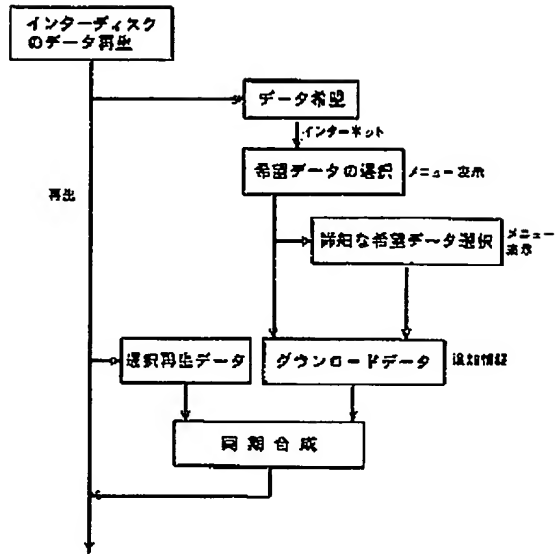 インターディスク
のデータ再生
データ希望
インターネット
希望データの選択
メニュー表示
再生
詳細な希望データ選択
メニュー
表示
選択再生データ
ダウンロードデータ
追加情報
同期合成